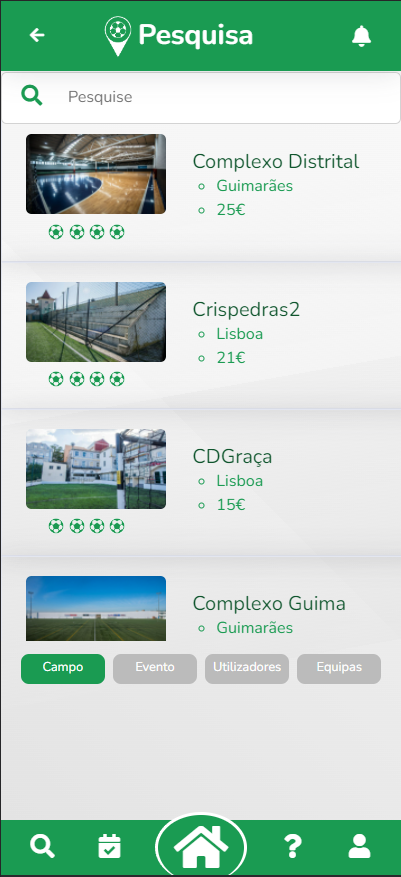 Pesquisa
Pesquise
Complexo Distrital
Guimarães
25€
Crispedras2
Lisboa
21€
CDGraça
Lisboa
15€
Complexo Guima
Guimarães
Campo Evento Utilizadores Equipas